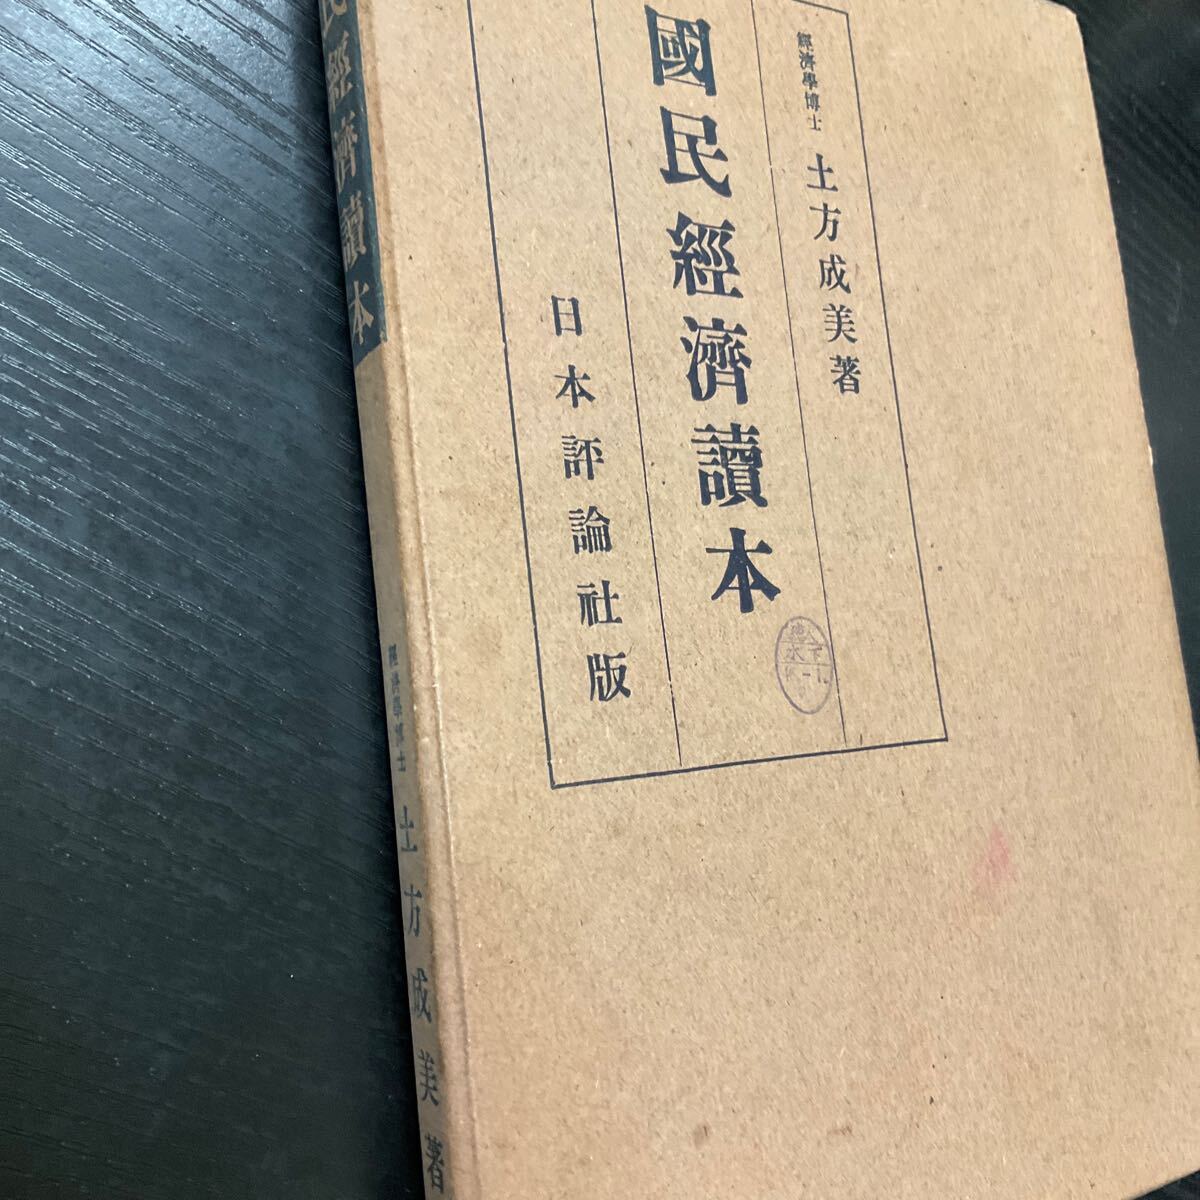 經濟學博士 土方成美著
國民經濟讀本
日本評論社版
民經濟讀本
經濟學博士 土方成美著